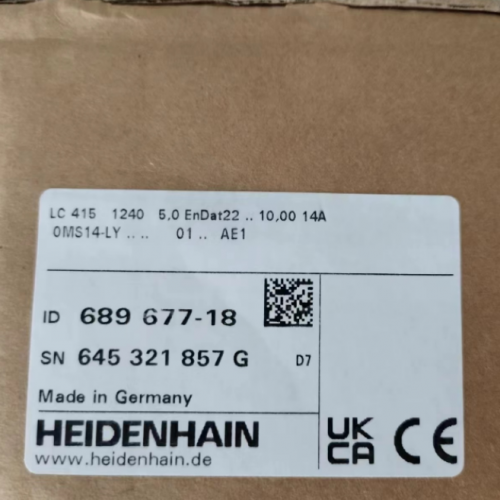 LC 415 1240 5,0 EnDat22 .. 10,00 14A
0MS14-LY .. .. 01 .. AE1
ID 689 677-18
SN 645 321 857 G D7
Made in Germany
HEIDENHAIN
www.heidenhain.de
UK
CA CE